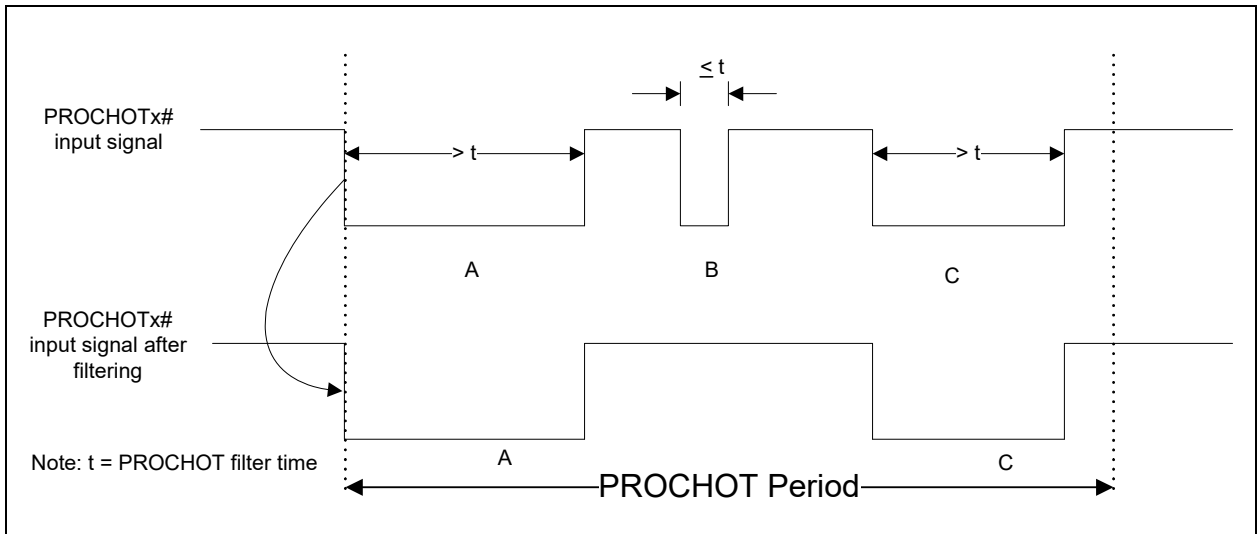 ≤ t
PROCHOTx#
input signal
> t
> t
A
B
C
PROCHOTx#
input signal after
filtering
A
C
Note: t = PROCHOT filter time
PROCHOT Period